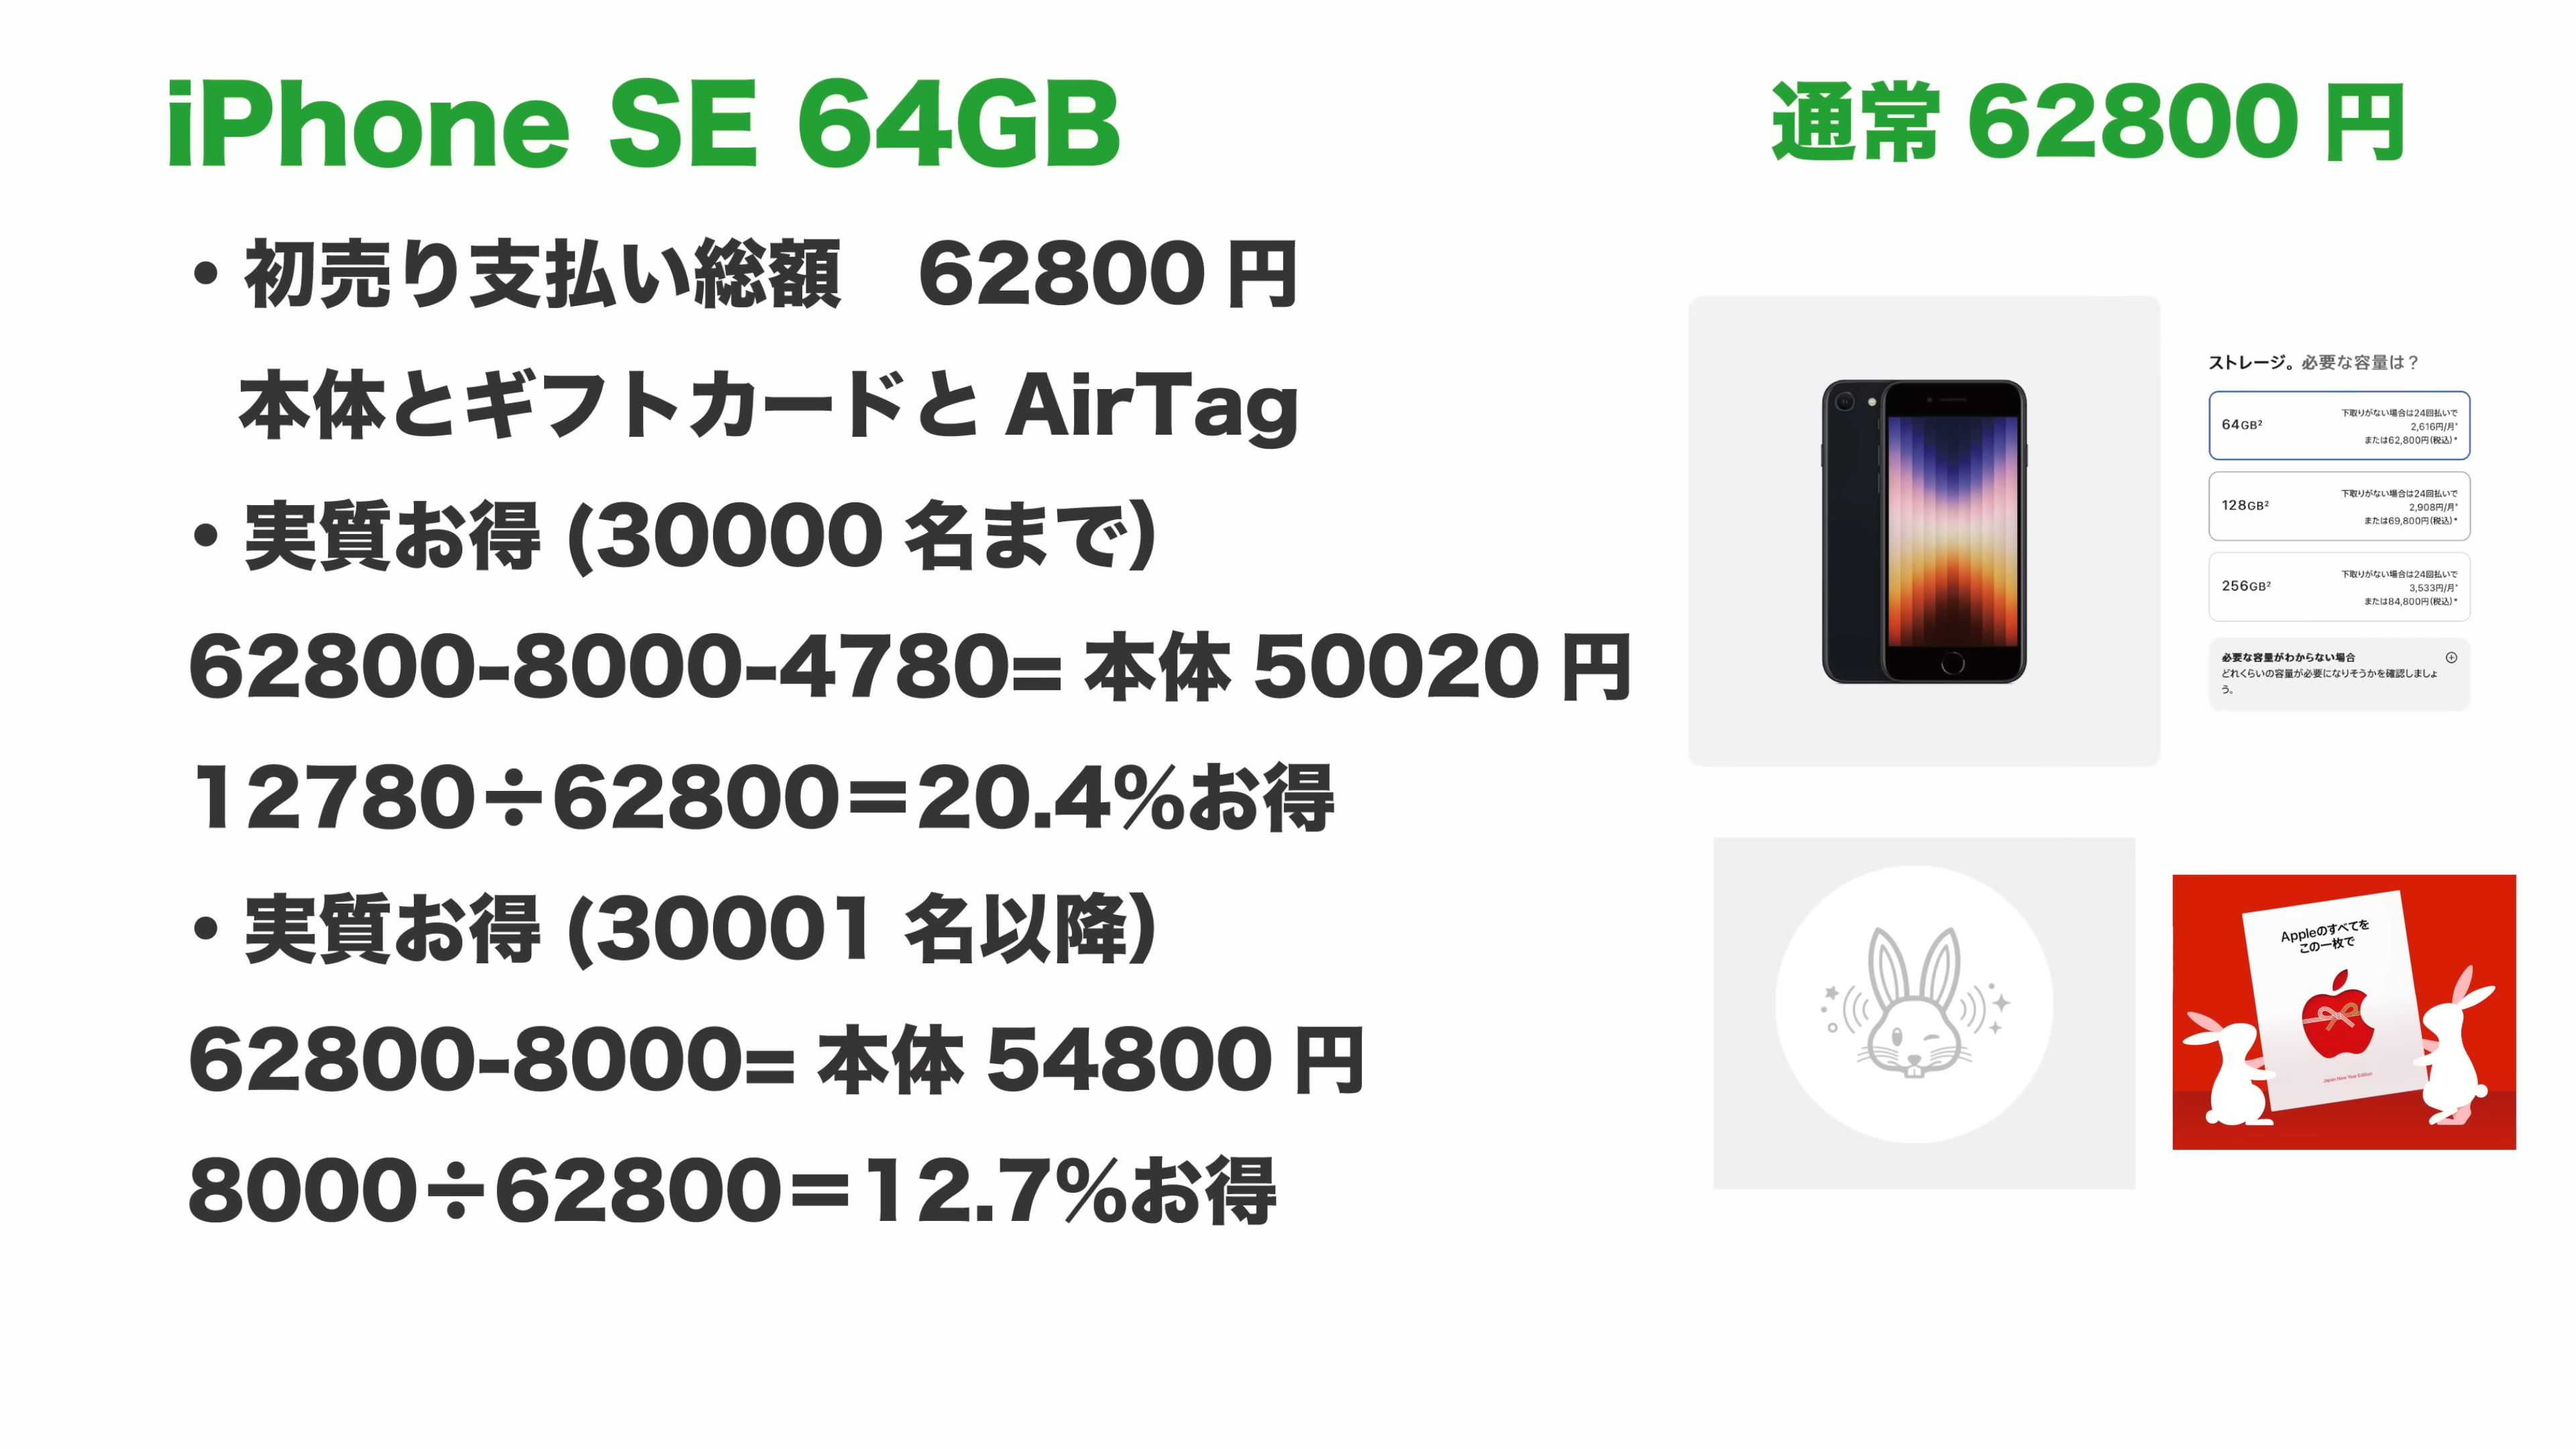 iPhone SE 64GB
通常 62800 円
・初売り支払い総額　62800 円
本体とギフトカードと AirTag
・実質お得 (30000 名まで）
62800-8000-4780= 本体 50020 円
12780÷62800＝20.4%お得
・実質お得 (30001 名以降）
62800-8000= 本体 54800 円
8000÷62800＝12.7%お得
ストレージ。必要な容量は？
64GB²
下取りがない場合は24回払いで
2,616円/月*
または62,800円(税込)*
128GB²
下取りがない場合は24回払いで
2,908円/月*
または69,800円(税込)*
256GB²
下取りがない場合は24回払いで
3,533円/月*
または84,800円(税込)*
必要な容量がわからない場合
どれくらいの容量が必要になりそうかを確認しましょ
う。
Appleのすべてを
この一枚で
Japan New Year Edition